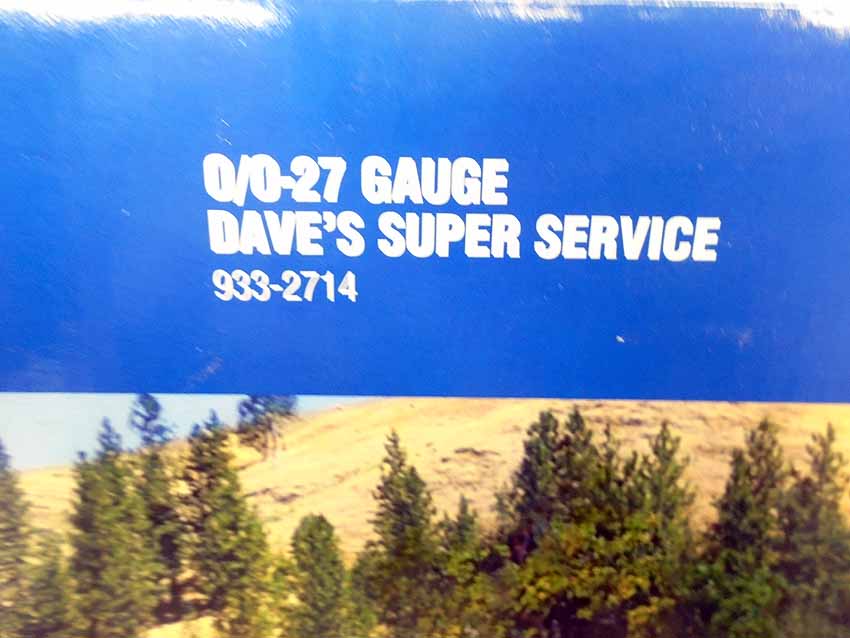 O/O-27 GAUGE
DAVE'S SUPER SERVICE
933-2714